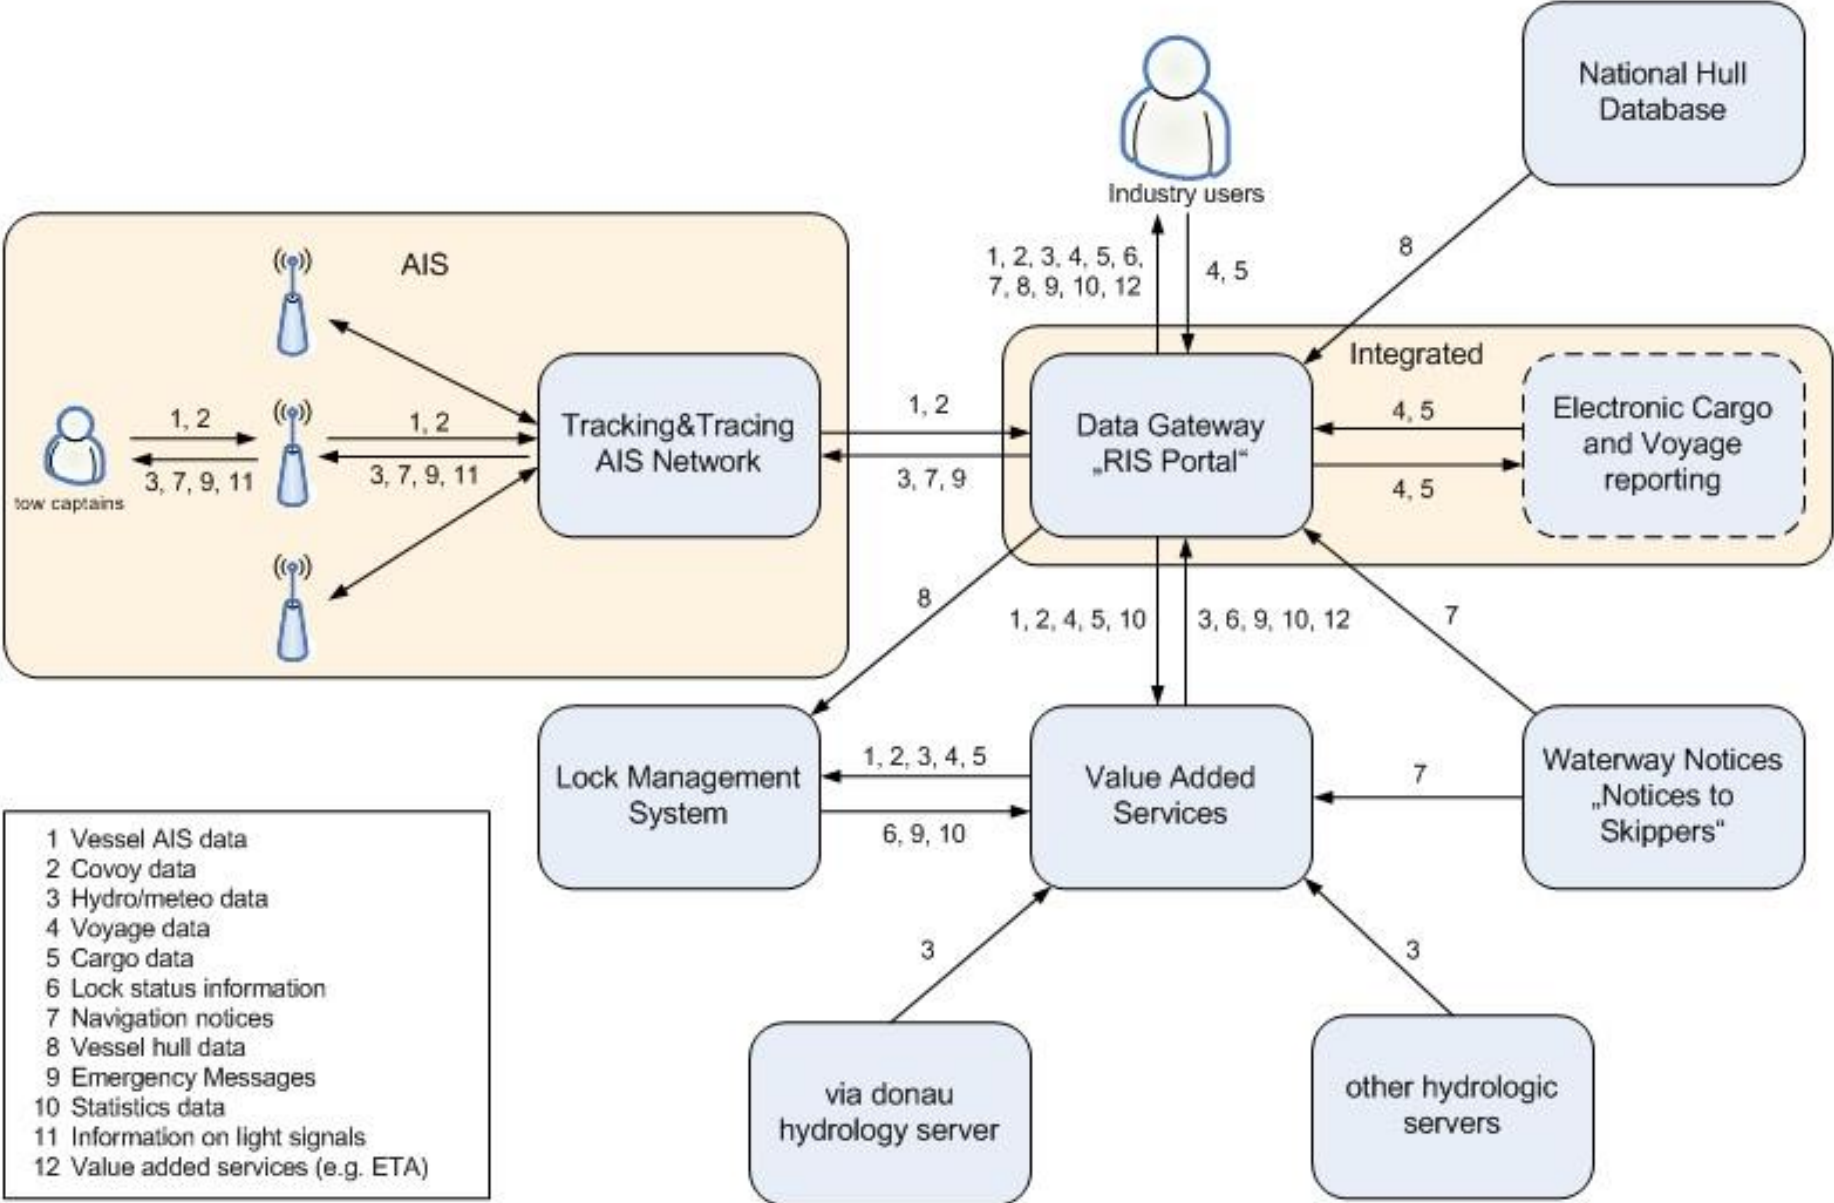 National Hull
Database
Industry users
AIS
1, 2, 3, 4, 5, 6,
7, 8, 9, 10, 12
4, 5
8
Integrated
tow captains
1, 2
3, 7, 9, 11
1, 2
3, 7, 9, 11
Tracking&Tracing
AIS Network
1, 2
3, 7, 9
Data Gateway
„RIS Portal“
4, 5
4, 5
Electronic Cargo
and Voyage
reporting
8
1, 2, 4, 5, 10
3, 6, 9, 10, 12
7
Lock Management
System
1, 2, 3, 4, 5
6, 9, 10
Value Added
Services
7
Waterway Notices
„Notices to
Skippers“
3
3
via donau
hydrology server
other hydrologic
servers
1 Vessel AIS data
2 Covoy data
3 Hydro/meteo data
4 Voyage data
5 Cargo data
6 Lock status information
7 Navigation notices
8 Vessel hull data
9 Emergency Messages
10 Statistics data
11 Information on light signals
12 Value added services (e.g. ETA)